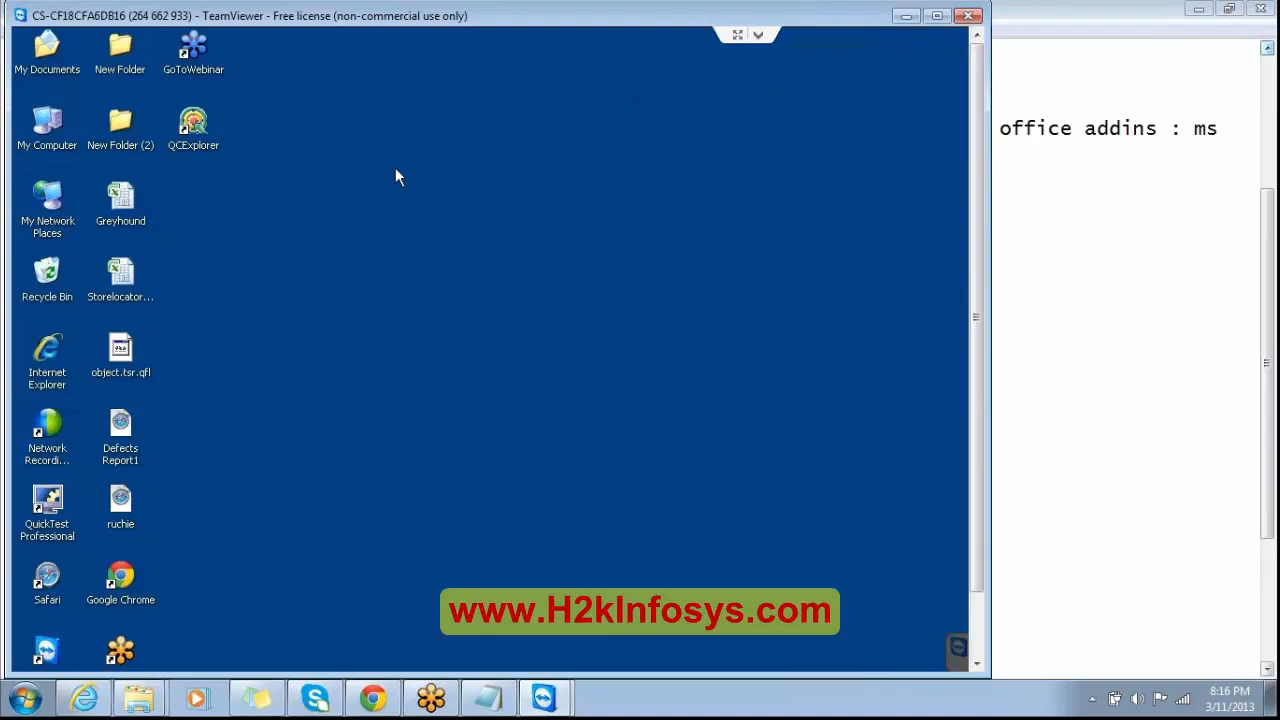 CS-CF18CFA6DB16 (264 662 933) - TeamViewer - Free license (non-commercial use only)
My Documents
New Folder
GoToWebinar
office addins : ms
My Computer
New Folder (2)
QCExplorer
My Network
Places
Greyhound
Recycle Bin
Storelocator...
Internet
Explorer
object.tsr.qfl
Network
Recordi...
Defects
Report1
QuickTest
Professional
ruchie
Safari
Google Chrome
www.H2kInfosys.com
8:16 PM
3/11/2013